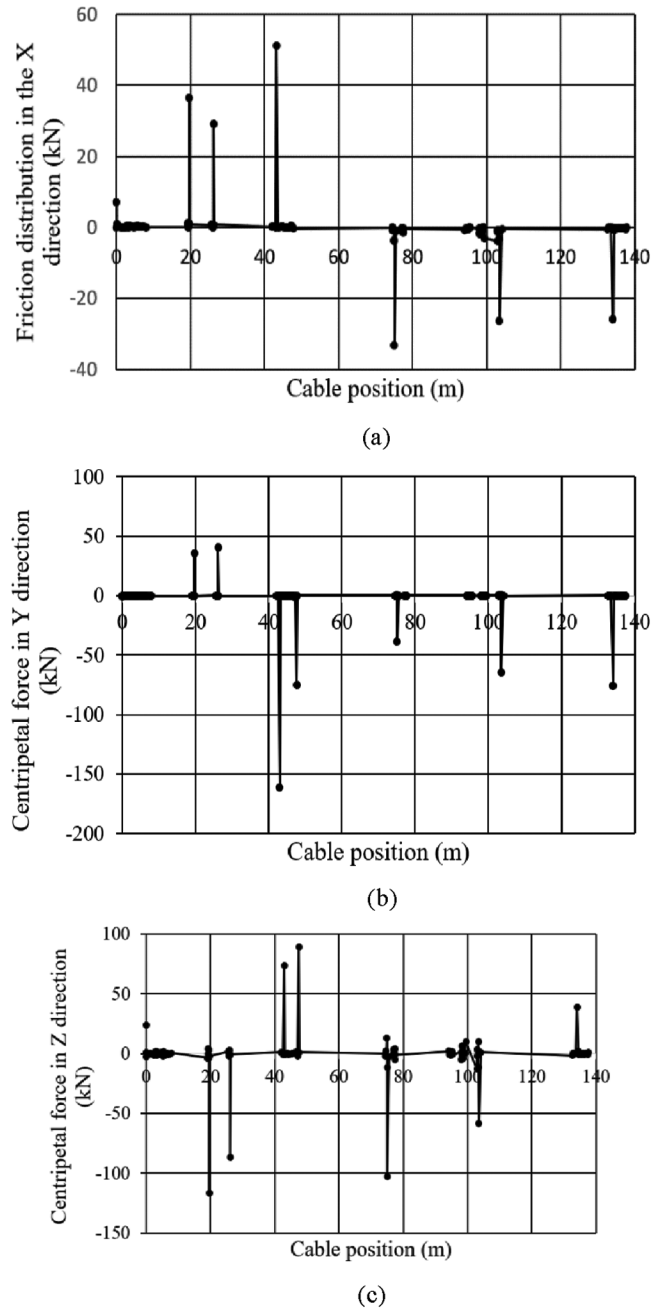 60
40
20
0
-20
-40
0 20 40 60 80 100 120 140
Friction distribution in the X
direction (kN)
Cable position (m)
(a)
100
50
0
-50
-100
-150
-200
0 20 40 60 80 100 120 140
Centripetal force in Y direction
(kN)
Cable position (m)
(b)
100
50
0
-50
-100
-150
0 20 40 60 80 100 120 140
Centripetal force in Z direction
(kN)
Cable position (m)
(c)